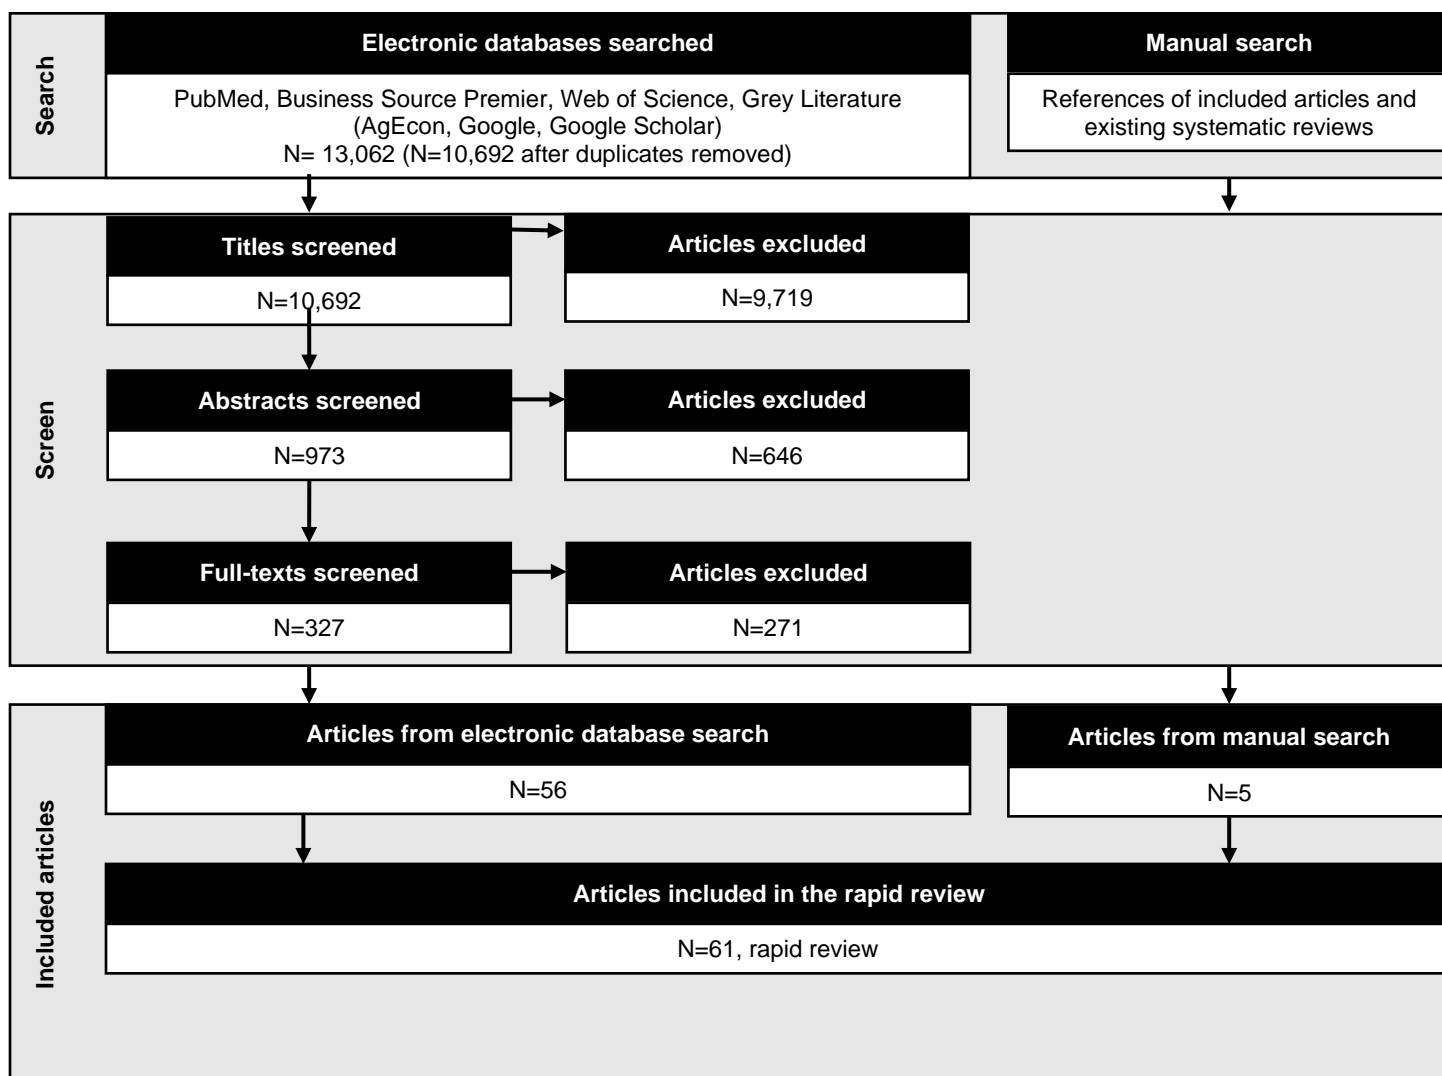 Search
Electronic databases searched
PubMed, Business Source Premier, Web of Science, Grey Literature
(AgEcon, Google, Google Scholar)
N= 13,062 (N=10,692 after duplicates removed)
Manual search
References of included articles and
existing systematic reviews
Screen
Titles screened
N=10,692
Articles excluded
N=9,719
Abstracts screened
N=973
Articles excluded
N=646
Full-texts screened
N=327
Articles excluded
N=271
Included articles
Articles from electronic database search
N=56
Articles from manual search
N=5
Articles included in the rapid review
N=61, rapid review